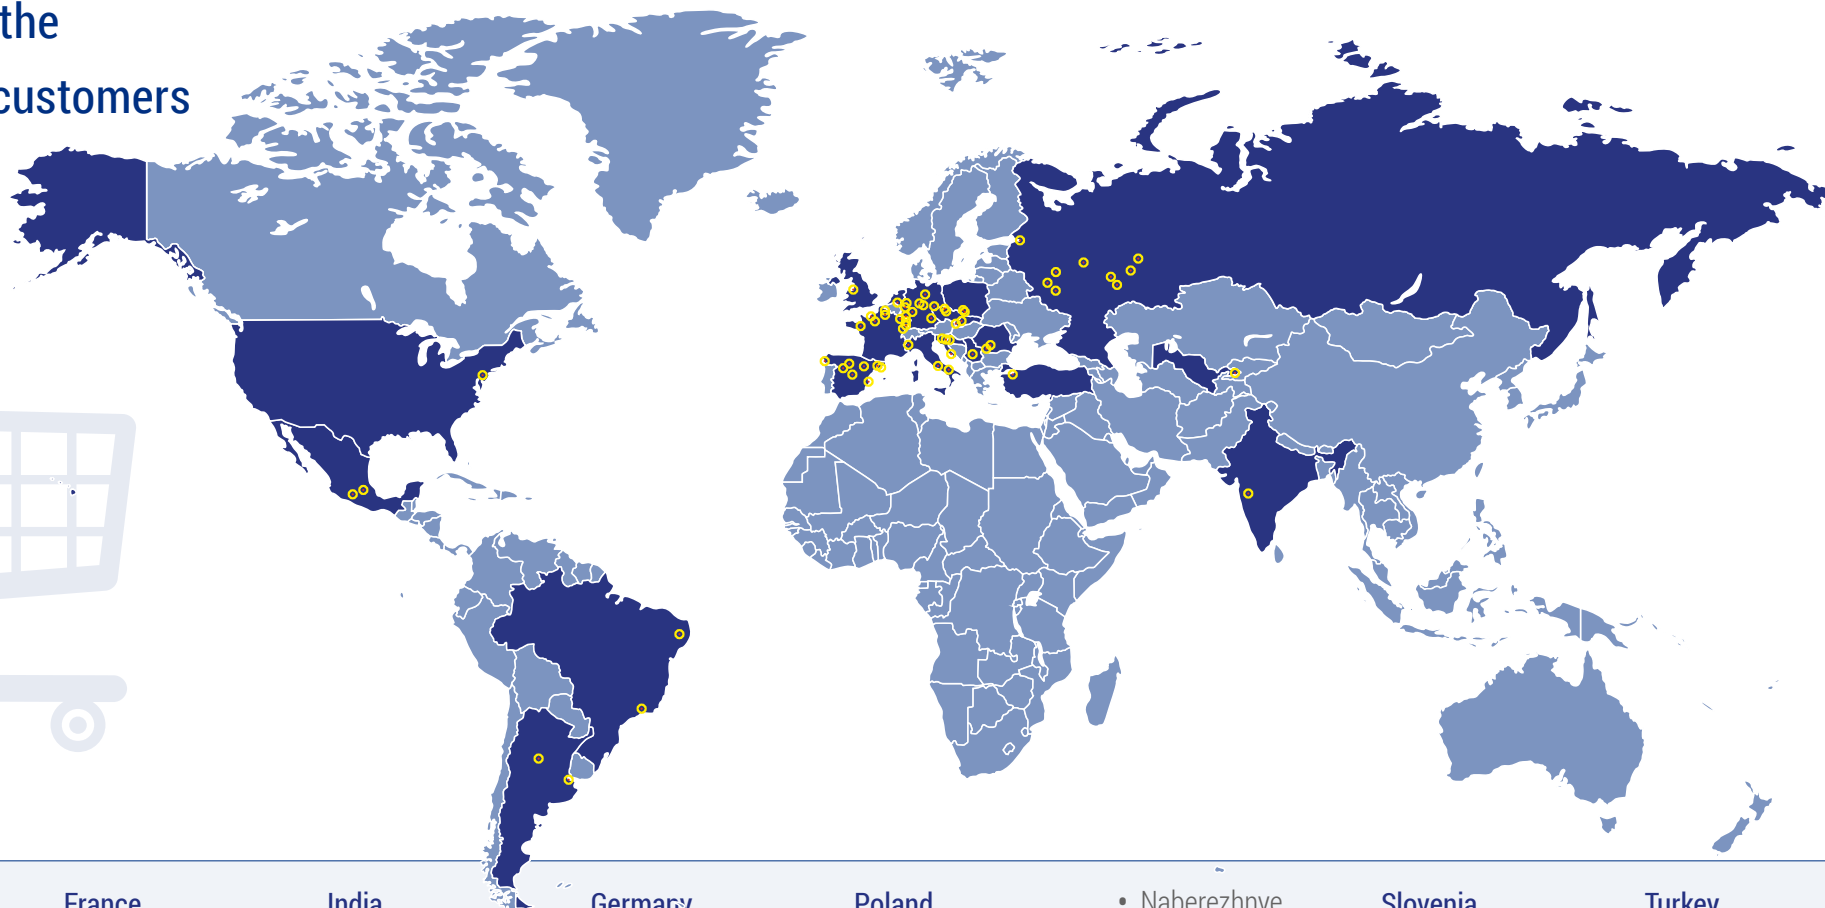 the
customers
France
India
Germany
Poland
• Naberezhnye
Slovenia
Turkey